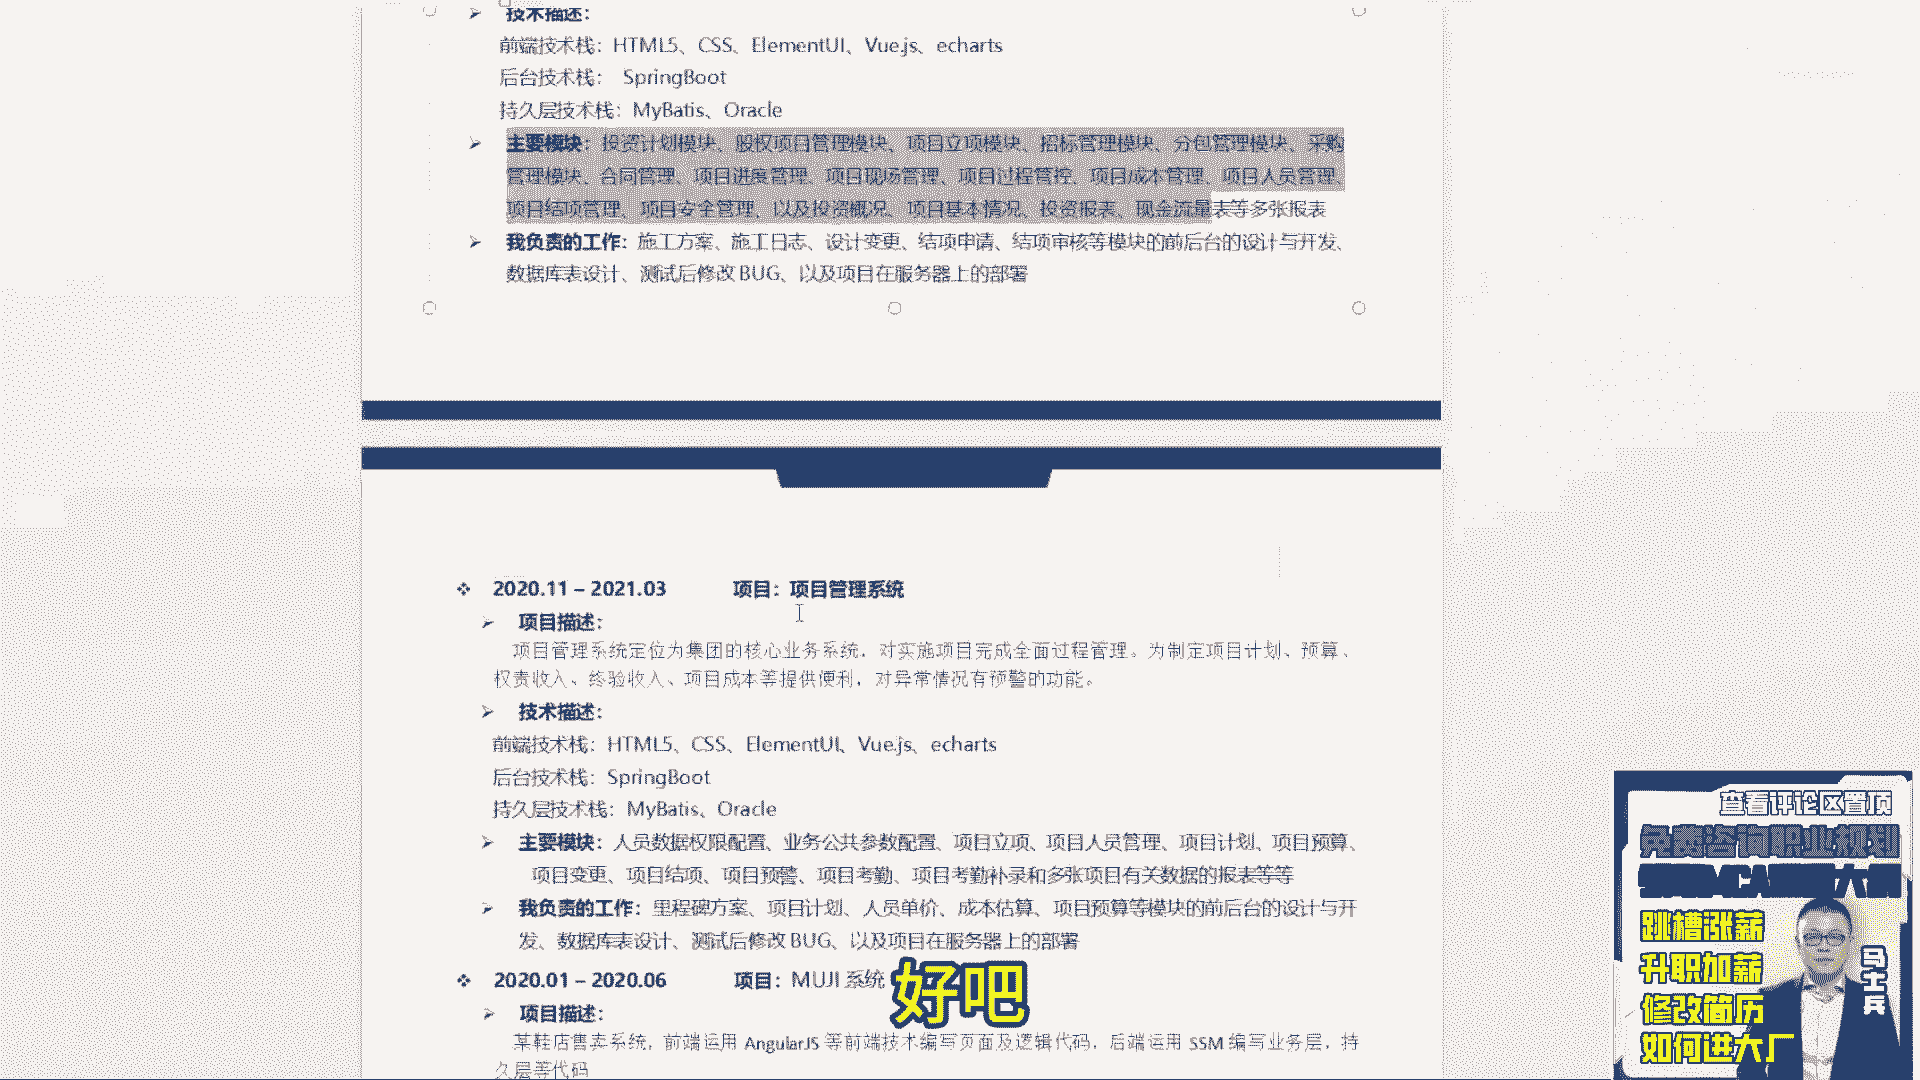 技术描述：
前端技术栈：HTML5、CSS、ElementUI、Vue.js、echarts
后台技术栈： SpringBoot
持久层技术栈：MyBatis、Oracle
主要模块：投资计划模块、股权项目管理模块、项目立项模块、招标管理模块、分包管理模块、采购
管理模块、合同管理、项目进度管理、项目现场管理、项目过程管控、项目成本管理、项目人员管理、
项目结项管理、项目安全管理、以及投资概况、项目基本情况、投资报表、现金流量表等多张报表
我负责的工作：施工方案、施工日志、设计变更、结项申请、结项审核等模块的前后台的设计与开发、
数据库表设计、测试后修改 BUG、以及项目在服务器上的部署
2020.11 – 2021.03 项目：项目管理系统
项目描述：
项目管理系统定位为集团的核心业务系统，对实施项目完成全面过程管理。为制定项目计划、预算、
权责收入、终验收入、项目成本等提供便利，对异常情况有预警的功能。
技术描述：
前端技术栈：HTML5、CSS、ElementUI、Vue.js、echarts
后台技术栈：SpringBoot
持久层技术栈：MyBatis、Oracle
主要模块：人员数据权限配置、业务公共参数配置、项目立项、项目人员管理、项目计划、项目预算、
项目变更、项目结项、项目预警、项目考勤、项目考勤补录和多张项目有关数据的报表等等
我负责的工作：里程碑方案、项目计划、人员单价、成本估算、项目预算等模块的前后台的设计与开
发、数据库表设计、测试后修改 BUG、以及项目在服务器上的部署
2020.01 – 2020.06 项目：MUJI 系统
项目描述：
某鞋店售卖系统，前端运用 AngularJS 等前端技术编写页面及逻辑代码，后端运用 SSM 编写业务层，持
久层等代码
好吧
查看评论区置顶
免费咨询职业规划
跳槽涨薪
升职加薪
修改简历
如何进大厂
马士兵